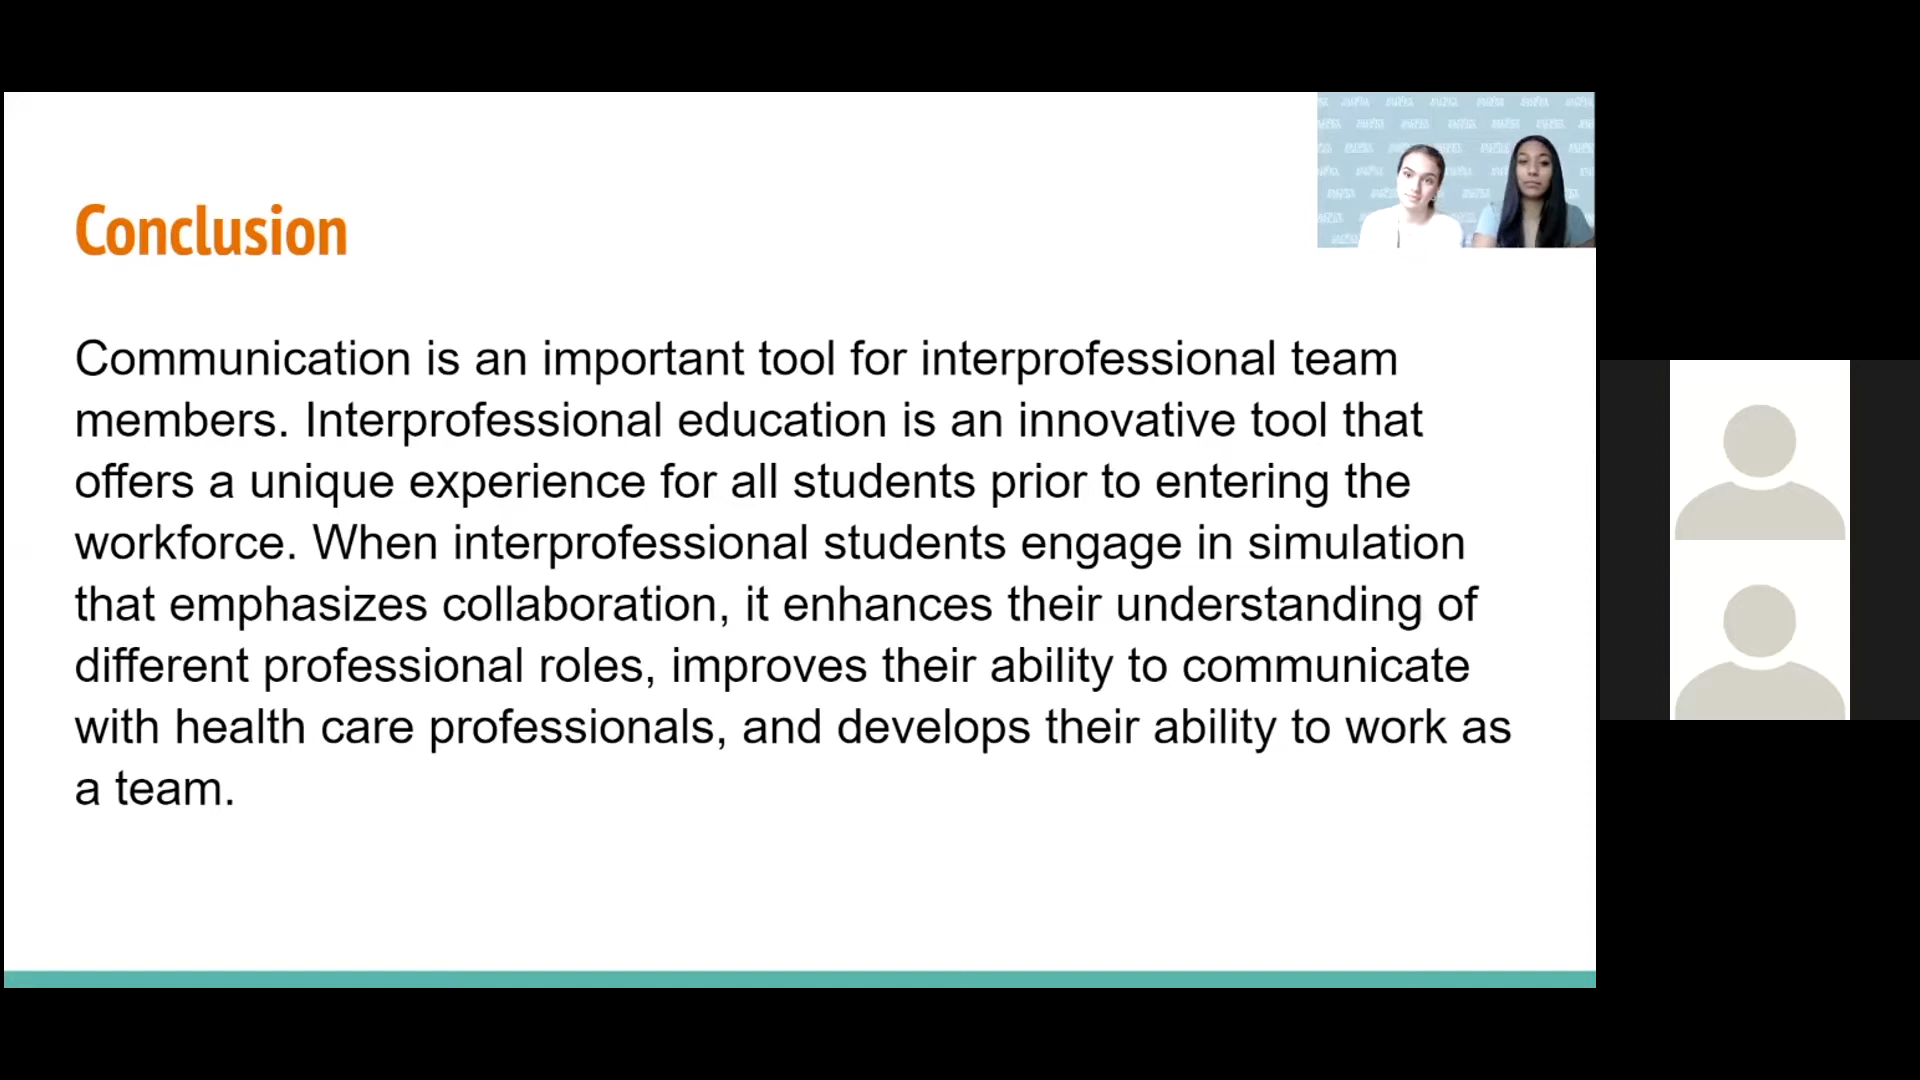 Conclusion
Communication is an important tool for interprofessional team
members. Interprofessional education is an innovative tool that
offers a unique experience for all students prior to entering the
workforce. When interprofessional students engage in simulation
that emphasizes collaboration, it enhances their understanding of
different professional roles, improves their ability to communicate
with health care professionals, and develops their ability to work as
a team.